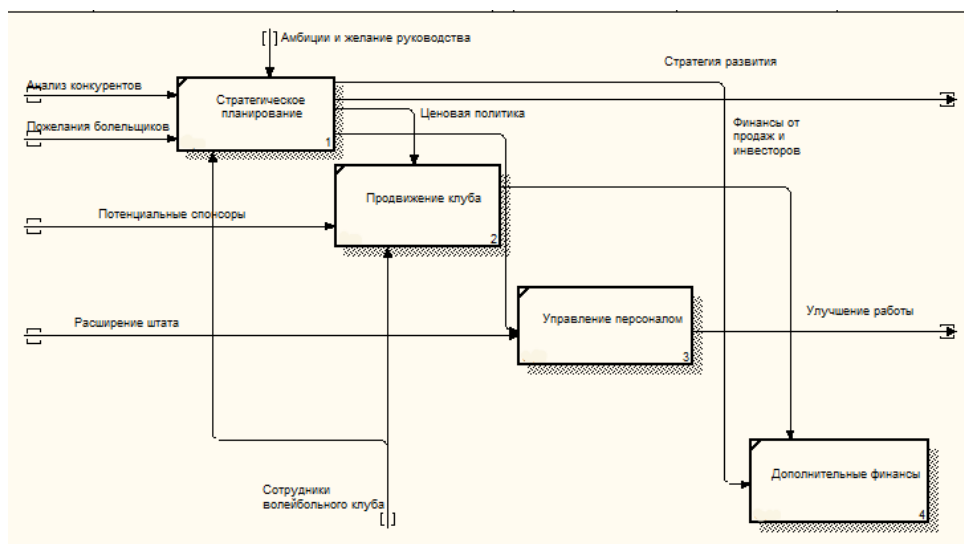 Амбиции и желание руководства
Стратегия развития
Анализ конкурентов
Стратегическое
планирование
1
Ценовая политика
Финансы от
продаж и
инвесторов
Пожелания болельщиков
Продвижение клуба
2
Потенциальные спонсоры
Расширение штата
Управление персоналом
3
Улучшение работы
Дополнительные финансы
4
Сотрудники
волейбольного клуба